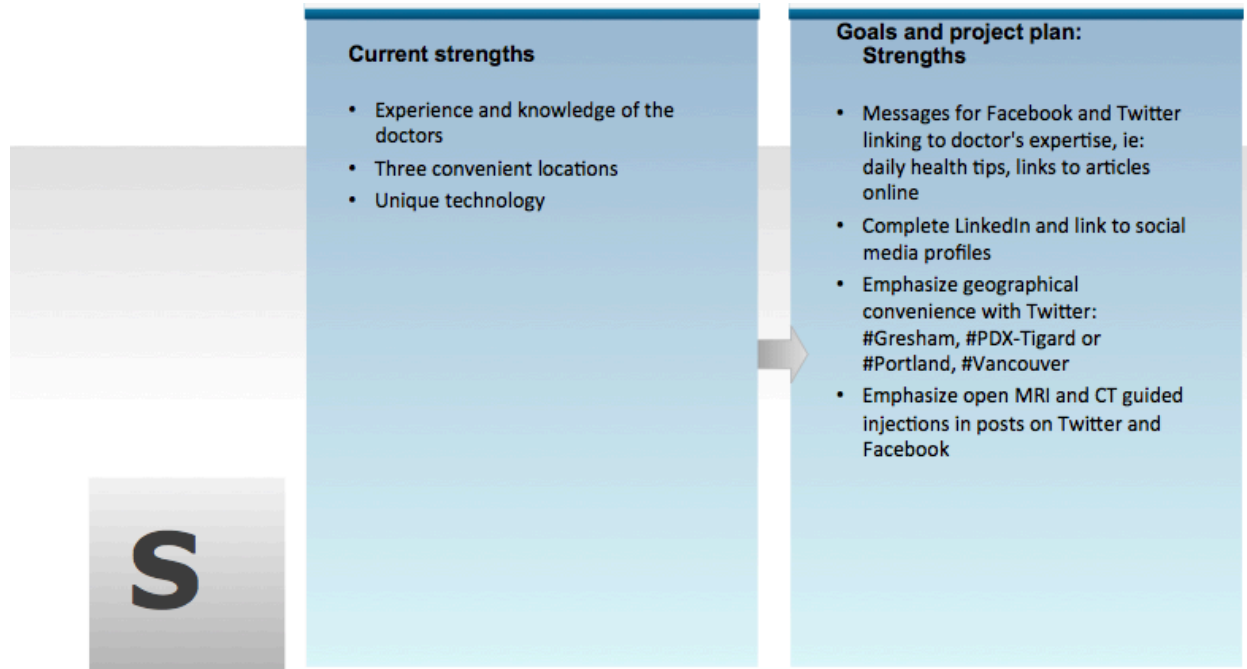 Current strengths
• Experience and knowledge of the
doctors
• Three convenient locations
• Unique technology
Goals and project plan:
Strengths
• Messages for Facebook and Twitter
linking to doctor's expertise, ie:
daily health tips, links to articles
online
• Complete LinkedIn and link to social
media profiles
• Emphasize geographical
convenience with Twitter:
#Gresham, #PDX-Tigard or
#Portland, #Vancouver
• Emphasize open MRI and CT guided
injections in posts on Twitter and
Facebook
S